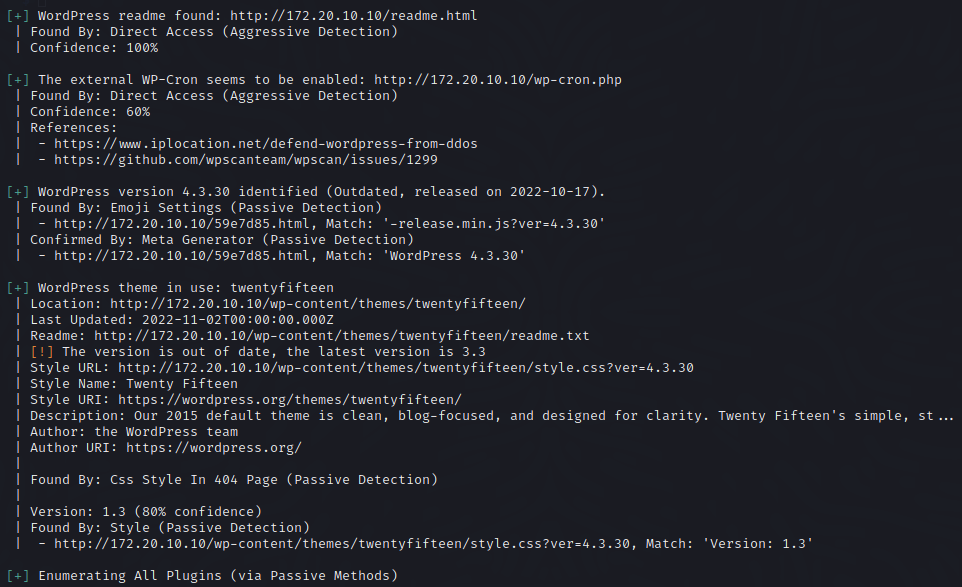 [+] WordPress readme found: http://172.20.10.10/readme.html
| Found By: Direct Access (Aggressive Detection)
| Confidence: 100%
[+] The external WP-Cron seems to be enabled: http://172.20.10.10/wp-cron.php
| Found By: Direct Access (Aggressive Detection)
| Confidence: 60%
| References:
|  - https://www.iplocation.net/defend-wordpress-from-ddos
|  - https://github.com/wpscanteam/wpscan/issues/1299
[+] WordPress version 4.3.30 identified (Outdated, released on 2022-10-17).
| Found By: Emoji Settings (Passive Detection)
|  - http://172.20.10.10/59e7d85.html, Match: '-release.min.js?ver=4.3.30'
| Confirmed By: Meta Generator (Passive Detection)
|  - http://172.20.10.10/59e7d85.html, Match: 'WordPress 4.3.30'
[+] WordPress theme in use: twentyfifteen
| Location: http://172.20.10.10/wp-content/themes/twentyfifteen/
| Last Updated: 2022-11-02T00:00:00.000Z
| Readme: http://172.20.10.10/wp-content/themes/twentyfifteen/readme.txt
| [!] The version is out of date, the latest version is 3.3
| Style URL: http://172.20.10.10/wp-content/themes/twentyfifteen/style.css?ver=4.3.30
| Style Name: Twenty Fifteen
| Style URI: https://wordpress.org/themes/twentyfifteen/
| Description: Our 2015 default theme is clean, blog-focused, and designed for clarity. Twenty Fifteen's simple, st...
| Author: the WordPress team
| Author URI: https://wordpress.org/
|
| Found By: Css Style In 404 Page (Passive Detection)
|
| Version: 1.3 (80% confidence)
| Found By: Style (Passive Detection)
|  - http://172.20.10.10/wp-content/themes/twentyfifteen/style.css?ver=4.3.30, Match: 'Version: 1.3'
[+] Enumerating All Plugins (via Passive Methods)